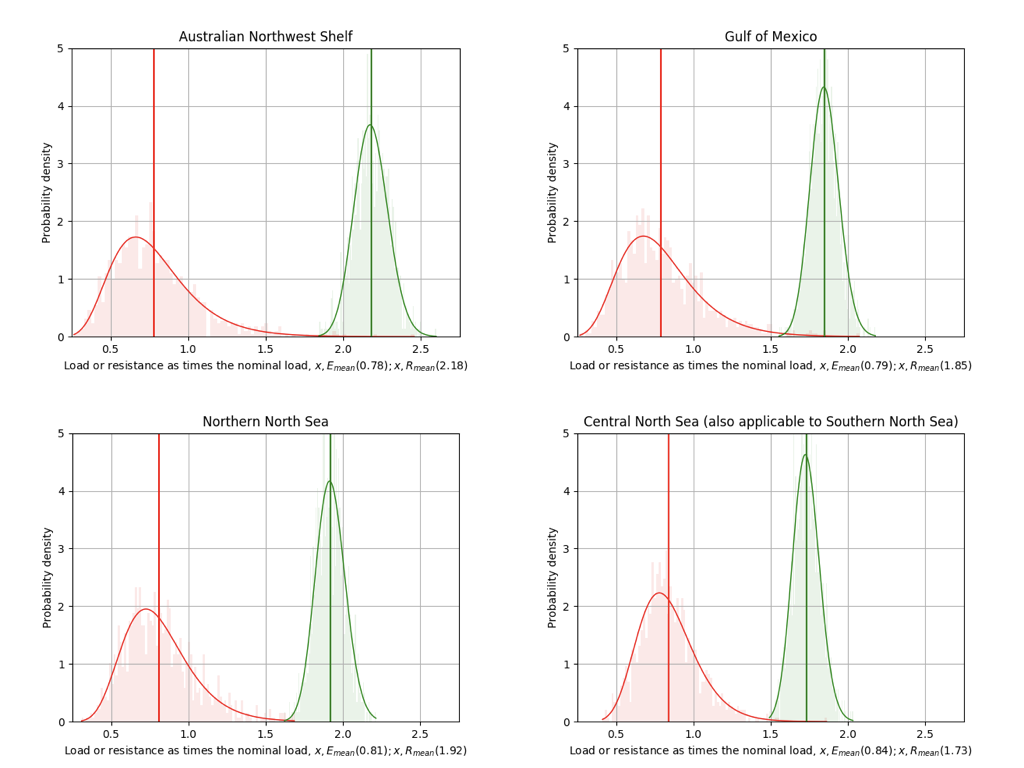 Australian Northwest Shelf
5
4
3
2
1
0
Probability density
0.5 1.0 1.5 2.0 2.5
Load or resistance as times the nominal load, x, E_mean(0.78); x, R_mean(2.18)
Gulf of Mexico
5
4
3
2
1
0
Probability density
0.5 1.0 1.5 2.0 2.5
Load or resistance as times the nominal load, x, E_mean(0.79); x, R_mean(1.85)
Northern North Sea
5
4
3
2
1
0
Probability density
0.5 1.0 1.5 2.0 2.5
Load or resistance as times the nominal load, x, E_mean(0.81); x, R_mean(1.92)
Central North Sea (also applicable to Southern North Sea)
5
4
3
2
1
0
Probability density
0.5 1.0 1.5 2.0 2.5
Load or resistance as times the nominal load, x, E_mean(0.84); x, R_mean(1.73)